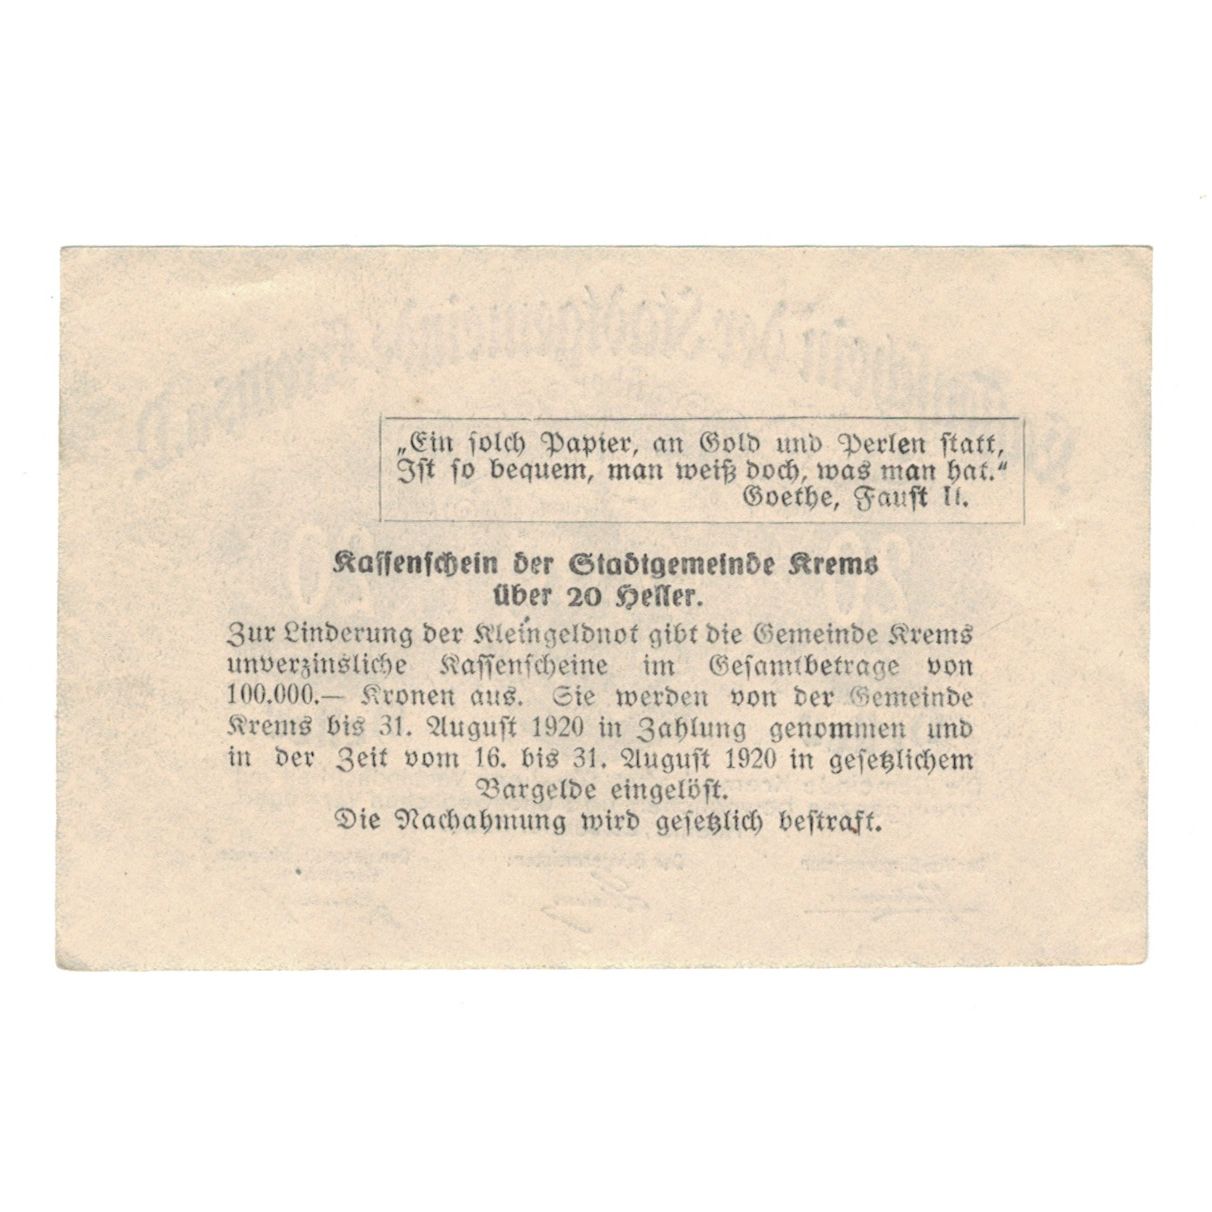 „Ein solch Papier, an Gold und Perlen statt,
Ist so bequem, man weiß doch, was man hat.“
Goethe, Faust II.
Kassenschein der Stadtgemeinde Krems
über 20 Heller.
Zur Linderung der Kleingeldnot gibt die Gemeinde Krems
unverzinsliche Kassenscheine im Gesamtbetrage von
100.000.— Kronen aus. Sie werden von der Gemeinde
Krems bis 31. August 1920 in Zahlung genommen und
in der Zeit vom 16. bis 31. August 1920 in gesetzlichem
Bargelde eingelöst.
Die Nachahmung wird gesetzlich bestraft.